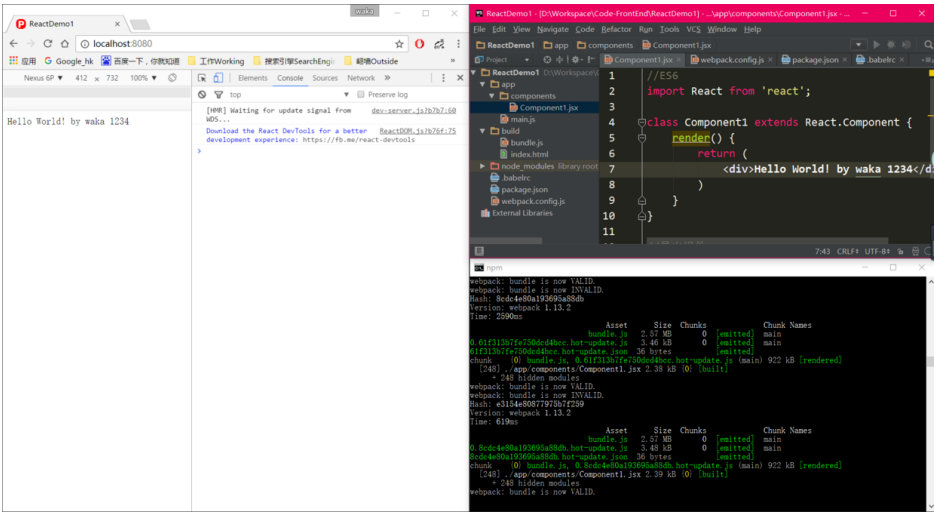 waka
ReactDemo1
localhost:8080
应用 Google_hk 百度一下，你就知道 工作Working 搜索引擎SearchEngi
Nexus 6P ▼ 412 × 732 100% ▼
Elements Console Sources Network »
top ▼ Preserve log
[HMR] Waiting for update signal from WDS... dev-server.js?b7b7:60
Download the React DevTools for a better development experience: https://fb.me/react-devtools ReactDOM.js?b76f:75
>
Hello World! by waka 1234
ReactDemo1 - [D:\Workspace\Code-FrontEnd\ReactDemo1] - ...\app\components\Component1.jsx - ...
File Edit View Navigate Code Refactor Run Tools VCS Window Help
ReactDemo1 app components Component1.jsx
Project Component1.jsx × webpack.config.js × package.json × .babelrc ×
ReactDemo1 D:\Workspace\
app
components
Component1.jsx
main.js
build
bundle.js
index.html
node_modules library root
.babelrc
package.json
webpack.config.js
External Libraries
1 //ES6
2 import React from 'react';
3
4 class Component1 extends React.Component {
5 render() {
6 return (
7 <div>Hello World! by waka 1234</d
8 )
9 }
10 }
11
7:43 CRLF UTF-8
npm
webpack: bundle is now VALID.
webpack: bundle is now INVALID.
Hash: 8cdc4e80a193695a88db
Version: webpack 1.13.2
Time: 2590ms
Asset Size Chunks Chunk Names
bundle.js 2.57 MB 0 [emitted] main
0.61f313b7fe750dcd4bcc.hot-update.js 3.46 kB 0 [emitted] main
61f313b7fe750dcd4bcc.hot-update.json 36 bytes [emitted]
chunk {0} bundle.js, 0.61f313b7fe750dcd4bcc.hot-update.js (main) 922 kB [rendered]
[248] ./app/components/Component1.jsx 2.38 kB {0} [built]
+ 248 hidden modules
webpack: bundle is now VALID.
webpack: bundle is now INVALID.
Hash: e3154e80877975b7f259
Version: webpack 1.13.2
Time: 619ms
Asset Size Chunks Chunk Names
bundle.js 2.57 MB 0 [emitted] main
0.8cdc4e80a193695a88db.hot-update.js 3.48 kB 0 [emitted] main
8cdc4e80a193695a88db.hot-update.json 36 bytes [emitted]
chunk {0} bundle.js, 0.8cdc4e80a193695a88db.hot-update.js (main) 922 kB [rendered]
[248] ./app/components/Component1.jsx 2.39 kB {0} [built]
+ 248 hidden modules
webpack: bundle is now VALID.